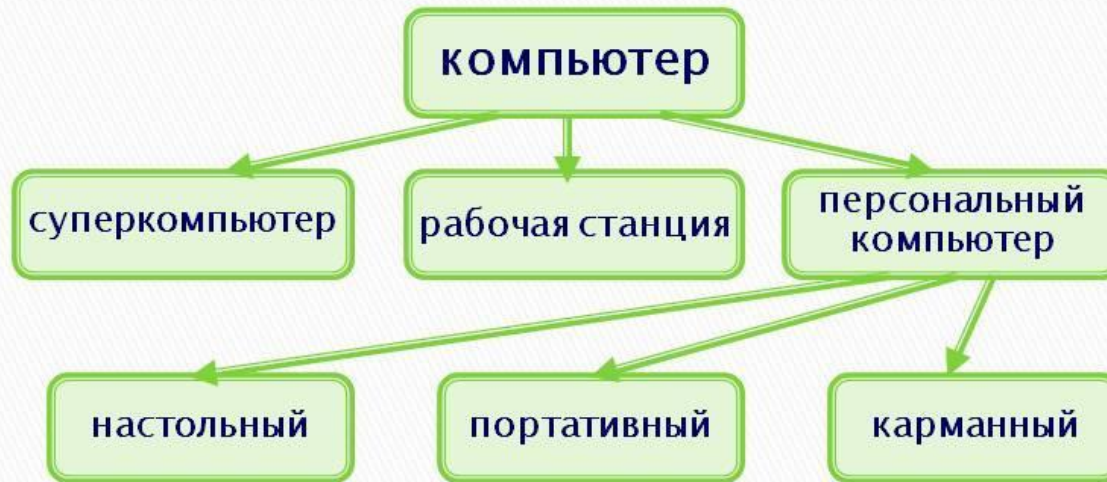 компьютер
суперкомпьютер
рабочая станция
персональный
компьютер
настольный
портативный
карманный